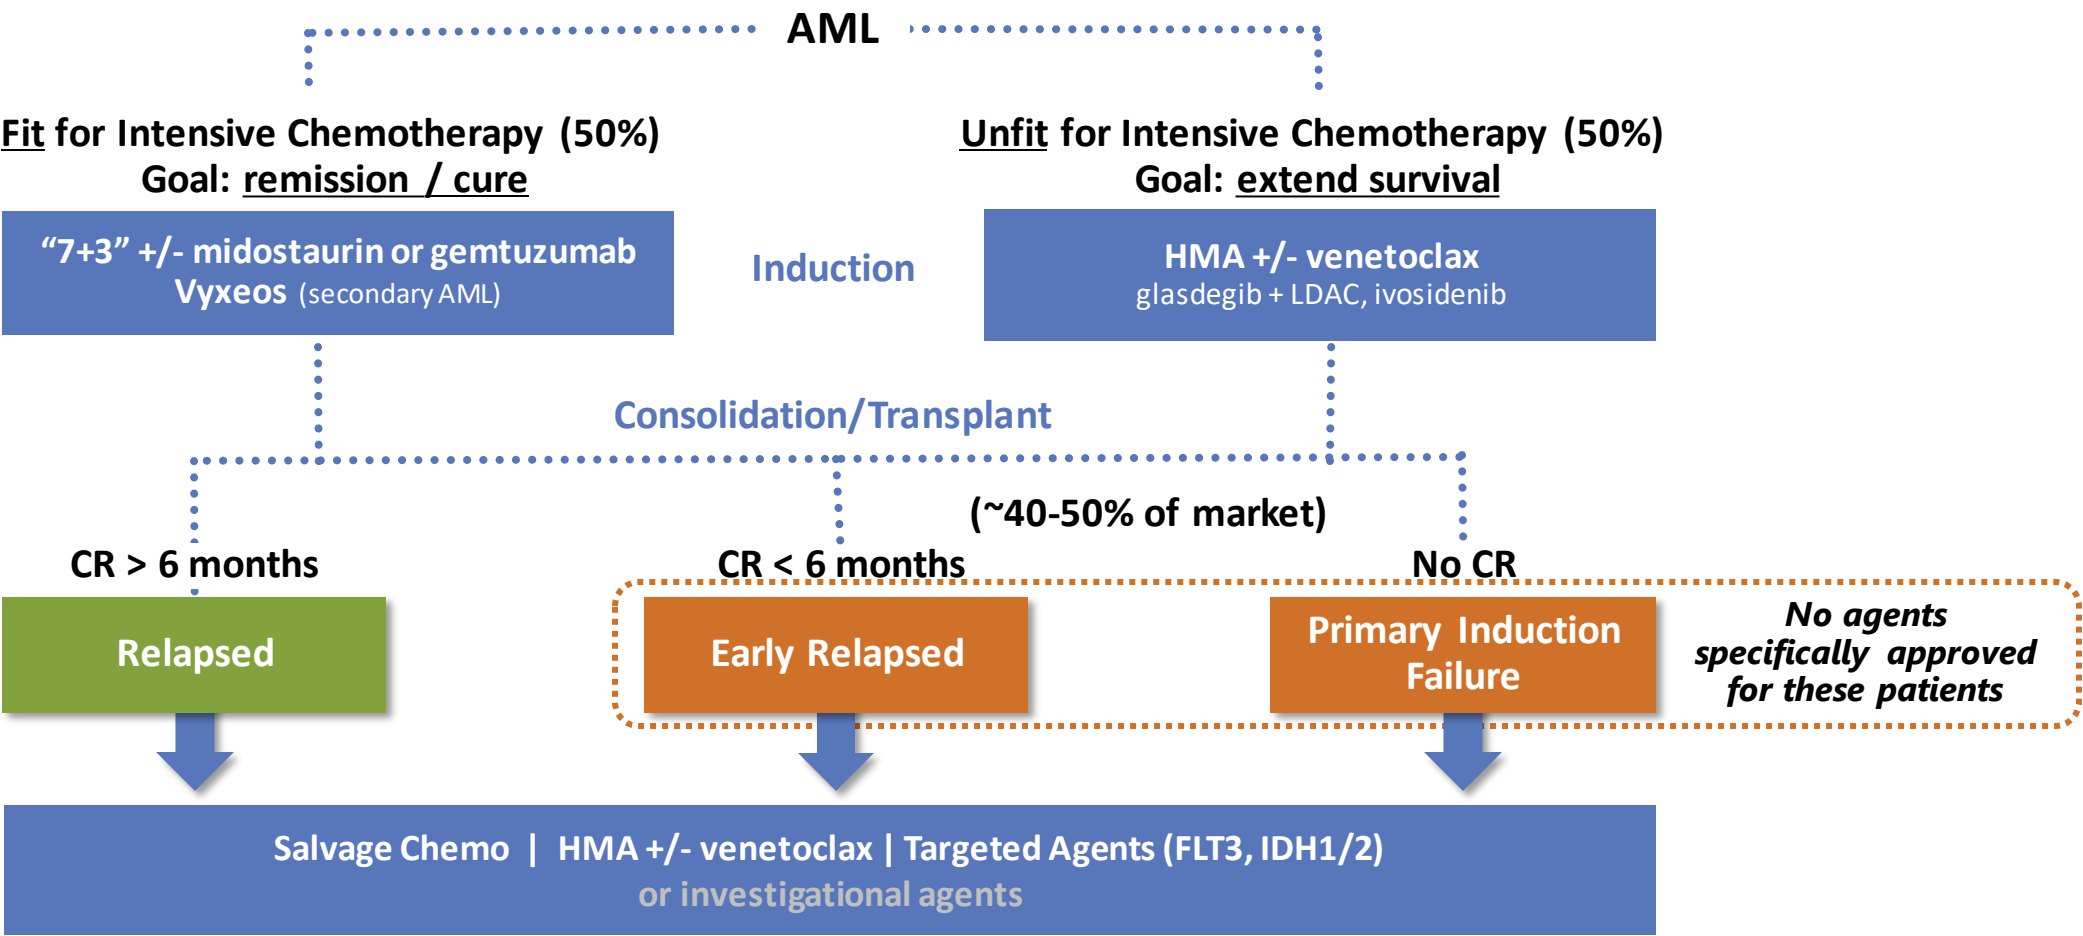 AML
Fit for Intensive Chemotherapy (50%)
Goal: remission / cure
Unfit for Intensive Chemotherapy (50%)
Goal: extend survival
“7+3” +/- midostaurin or gemtuzumab
Vyxeos (secondary AML)
Induction
HMA +/- venetoclax
glasdegib + LDAC, ivosidenib
Consolidation/Transplant
(~40-50% of market)
CR > 6 months
CR < 6 months
No CR
Relapsed
Early Relapsed
Primary Induction
Failure
No agents
specifically approved
for these patients
Salvage Chemo | HMA +/- venetoclax | Targeted Agents (FLT3, IDH1/2)
or investigational agents